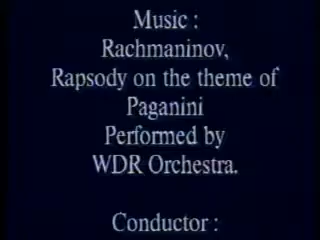 Music :
Rachmaninov,
Rapsody on the theme of
Paganini
Performed by
WDR Orchestra.
Conductor :